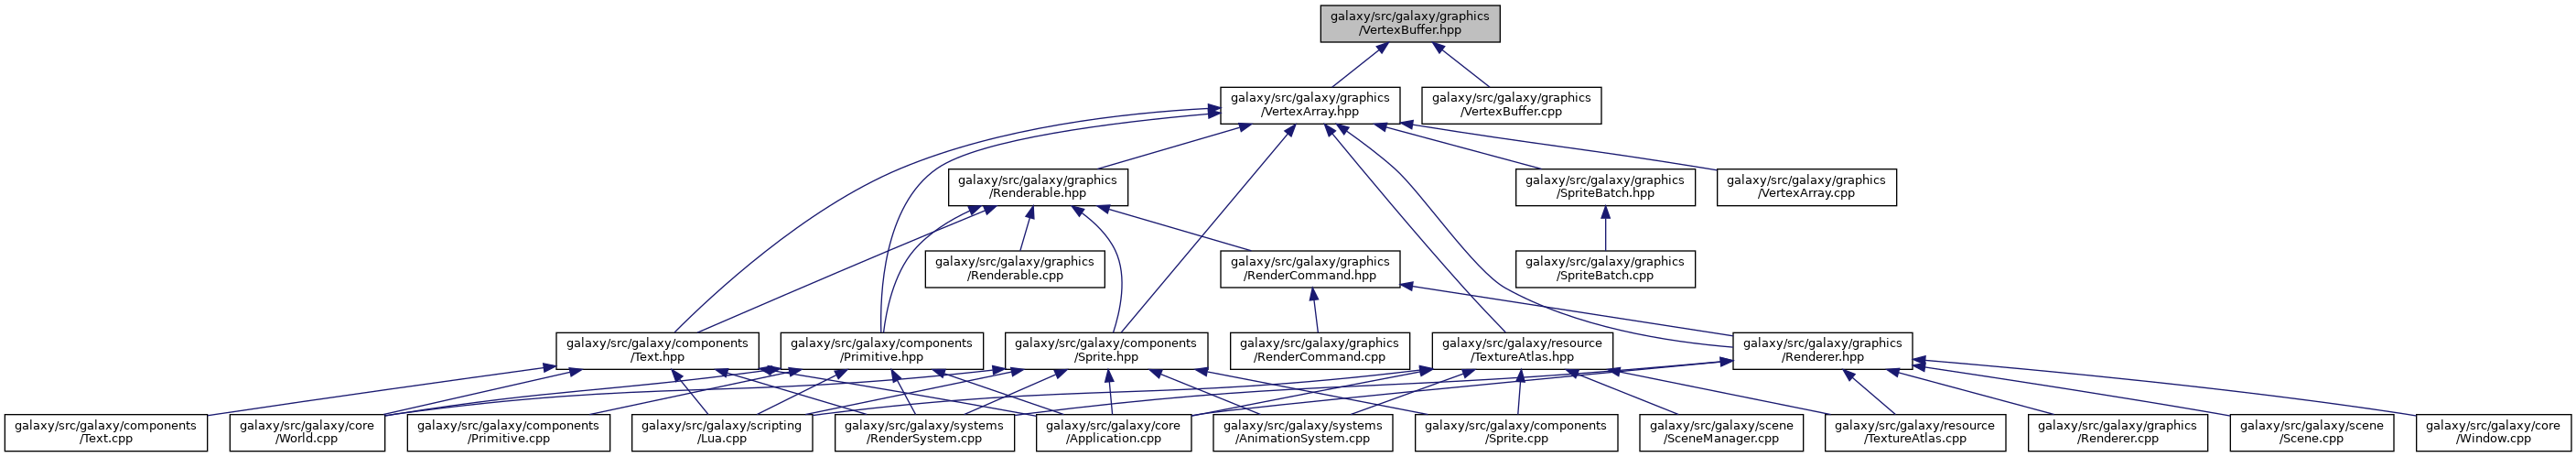 galaxy/src/galaxy/graphics
/VertexBuffer.hpp
galaxy/src/galaxy/graphics
/VertexArray.hpp
galaxy/src/galaxy/graphics
/VertexBuffer.cpp
galaxy/src/galaxy/graphics
/Renderable.hpp
galaxy/src/galaxy/graphics
/SpriteBatch.hpp
galaxy/src/galaxy/graphics
/VertexArray.cpp
galaxy/src/galaxy/graphics
/Renderable.cpp
galaxy/src/galaxy/graphics
/RenderCommand.hpp
galaxy/src/galaxy/graphics
/SpriteBatch.cpp
galaxy/src/galaxy/components
/Text.hpp
galaxy/src/galaxy/components
/Primitive.hpp
galaxy/src/galaxy/components
/Sprite.hpp
galaxy/src/galaxy/graphics
/RenderCommand.cpp
galaxy/src/galaxy/resource
/TextureAtlas.hpp
galaxy/src/galaxy/graphics
/Renderer.hpp
galaxy/src/galaxy/components
/Text.cpp
galaxy/src/galaxy/core
/World.cpp
galaxy/src/galaxy/components
/Primitive.cpp
galaxy/src/galaxy/scripting
/Lua.cpp
galaxy/src/galaxy/systems
/RenderSystem.cpp
galaxy/src/galaxy/core
/Application.cpp
galaxy/src/galaxy/systems
/AnimationSystem.cpp
galaxy/src/galaxy/components
/Sprite.cpp
galaxy/src/galaxy/scene
/SceneManager.cpp
galaxy/src/galaxy/resource
/TextureAtlas.cpp
galaxy/src/galaxy/graphics
/Renderer.cpp
galaxy/src/galaxy/scene
/Scene.cpp
galaxy/src/galaxy/core
/Window.cpp